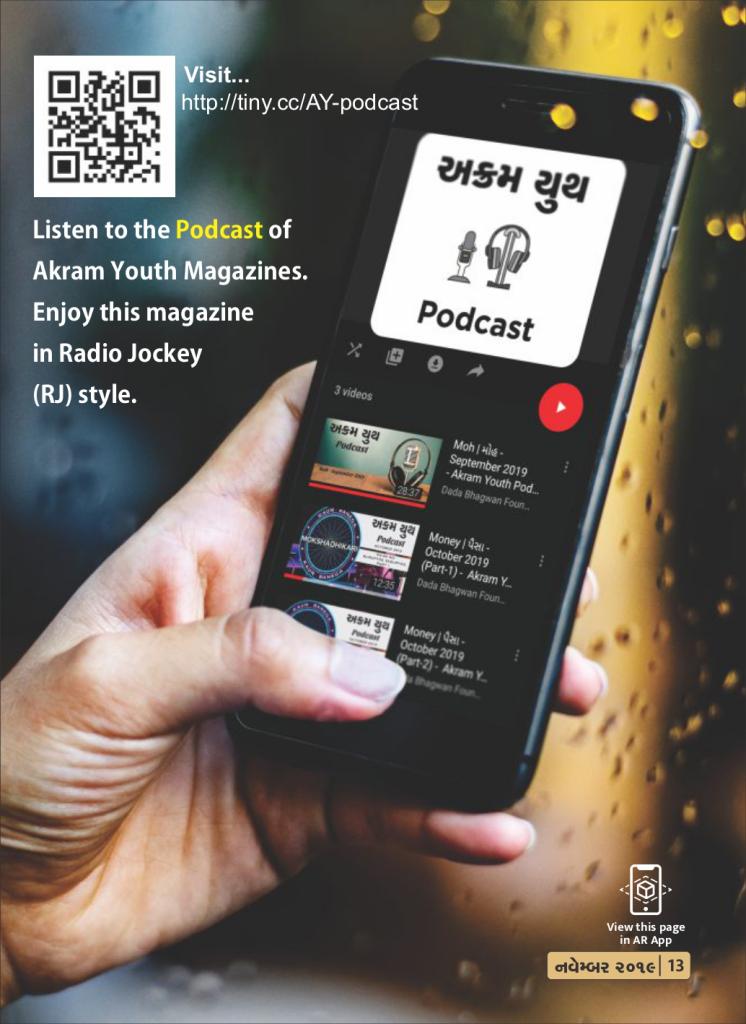 Visit...
http://tiny.cc/AY-podcast
Listen to the Podcast of
Akram Youth Magazines.
Enjoy this magazine
in Radio Jockey
(RJ) style.
અક્રમ યુથ
Podcast
3 videos
અક્રમ યુથ
Podcast
28:37
Moh | મોહ -
September 2019
- Akram Youth Pod...
Dada Bhagwan Foun...
MOKSHADHIKARI
અક્રમ યુથ
Podcast
OCTOBER 2019
12:35
Money | પૈસા -
October 2019
(Part-1) - Akram Y...
Dada Bhagwan Foun...
અક્રમ યુથ
Podcast
Money | પૈસા -
October 2019
(Part-2) - Akram Y...
Bhagwan Foun...
View this page
in AR App
નવેમ્બર ૨૦૧૯ | 13